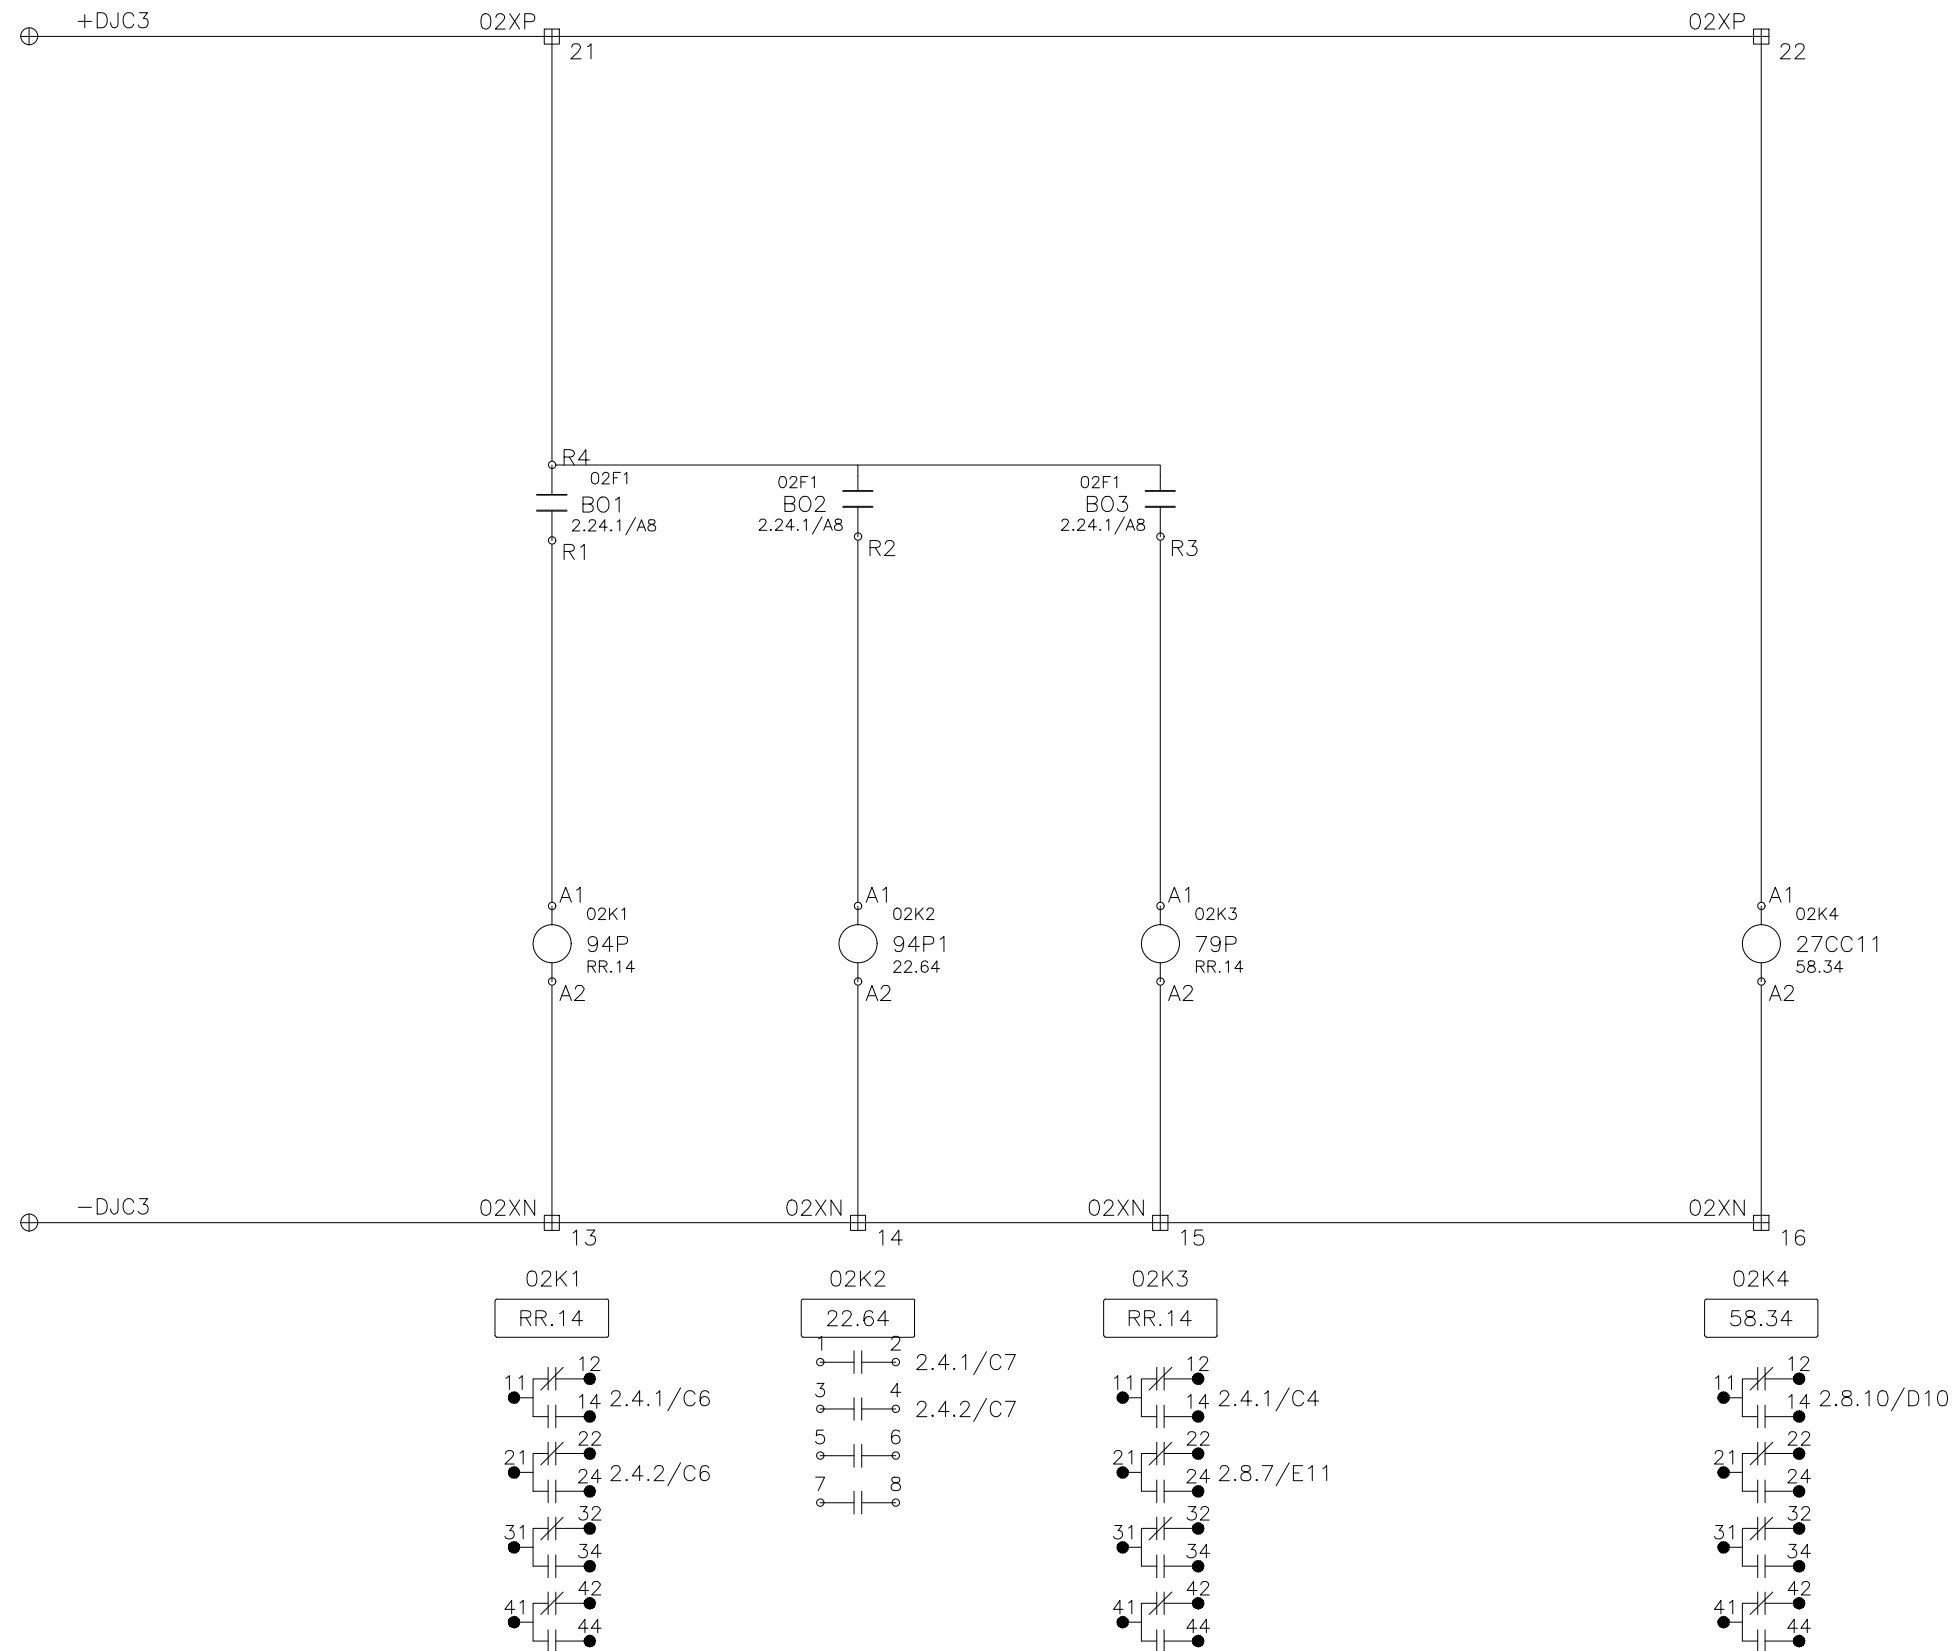 +DJC3
02XP
21
02XP
22
R4
02F1
BO1
2.24.1/A8
R1
02F1
BO2
2.24.1/A8
R2
02F1
BO3
2.24.1/A8
R3
A1
02K1
94P
RR.14
A2
A1
02K2
94P1
22.64
A2
A1
02K3
79P
RR.14
A2
A1
02K4
27CC11
58.34
A2
-DJC3
02XN
13
02XN
14
02XN
15
02XN
16
02K1
RR.14
11
12
14
2.4.1/C6
21
22
24
2.4.2/C6
31
32
34
41
42
44
02K2
22.64
1
2
2.4.1/C7
3
4
2.4.2/C7
5
6
7
8
02K3
RR.14
11
12
14
2.4.1/C4
21
22
24
2.8.7/E11
31
32
34
41
42
44
02K4
58.34
11
12
14
2.8.10/D10
21
22
24
31
32
34
41
42
44